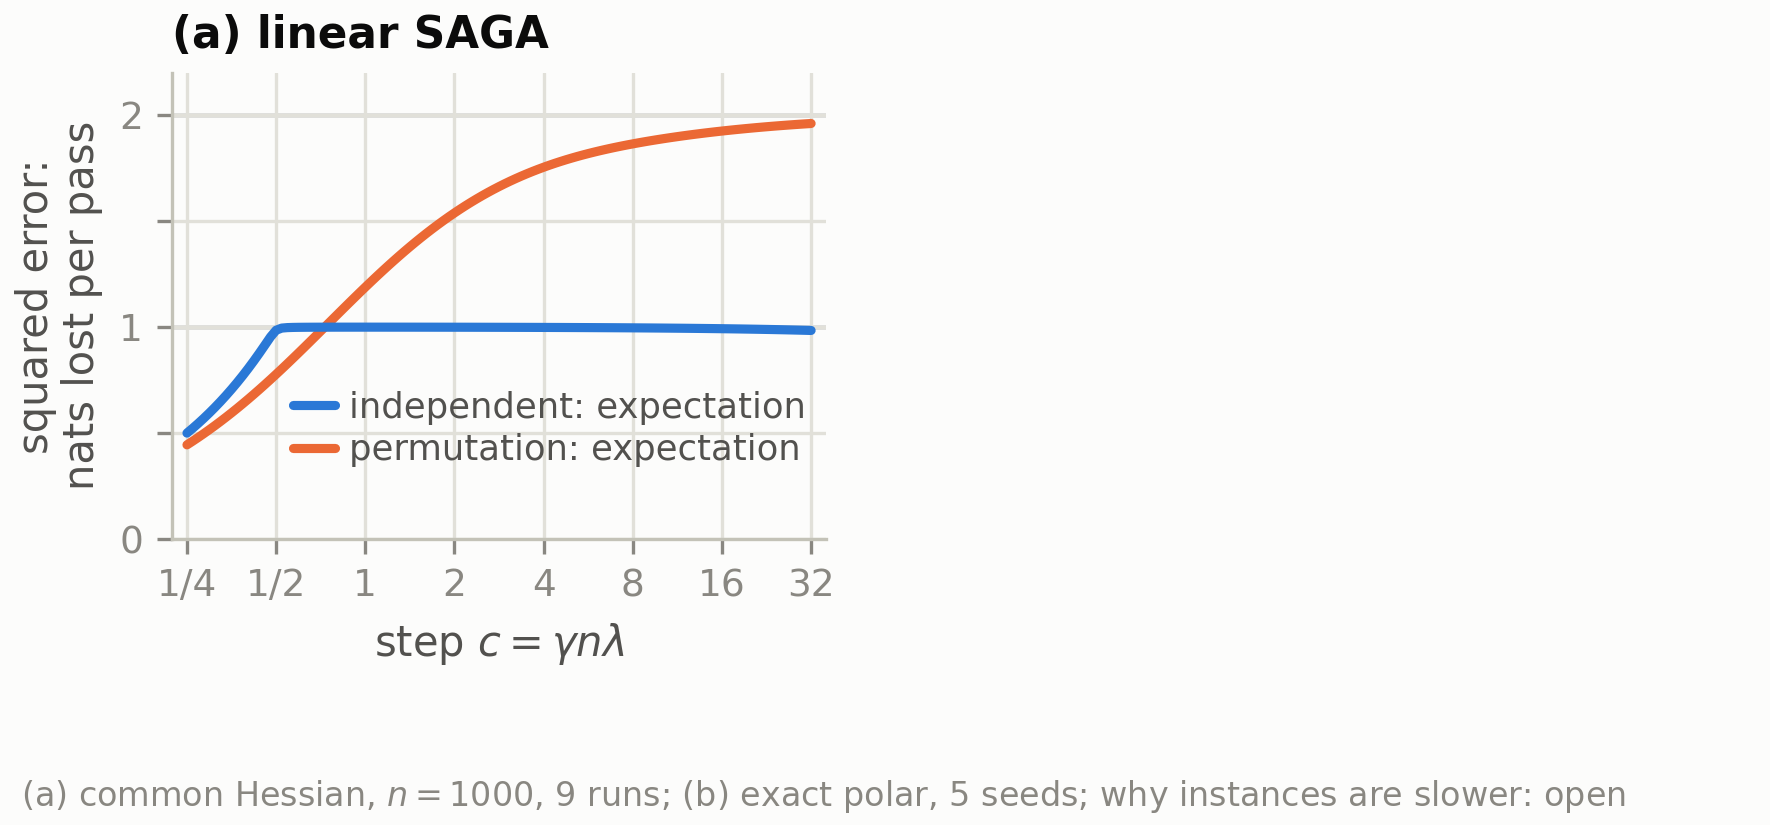 (a) linear SAGA
squared error:
nats lost per pass
2
1
0
independent: expectation
permutation: expectation
1/4 1/2 1 2 4 8 16 32
step c = γnλ
(a) common Hessian, n = 1000, 9 runs; (b) exact polar, 5 seeds; why instances are slower: open